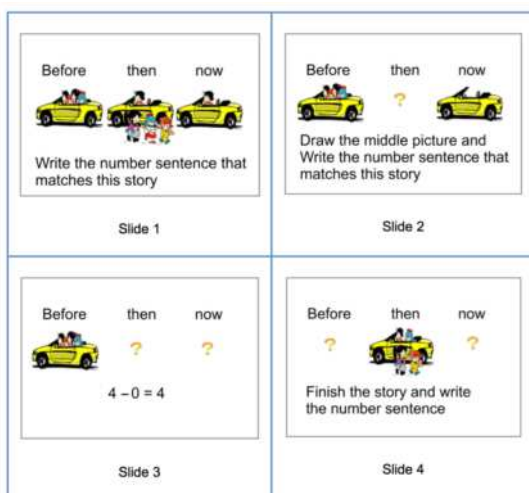 Before then now
Write the number sentence that
matches this story
Slide 1
Before then now
?
Draw the middle picture and
Write the number sentence that
matches this story
Slide 2
Before then now
? ?
4 – 0 = 4
Slide 3
Before then now
? ?
Finish the story and write
the number sentence
Slide 4